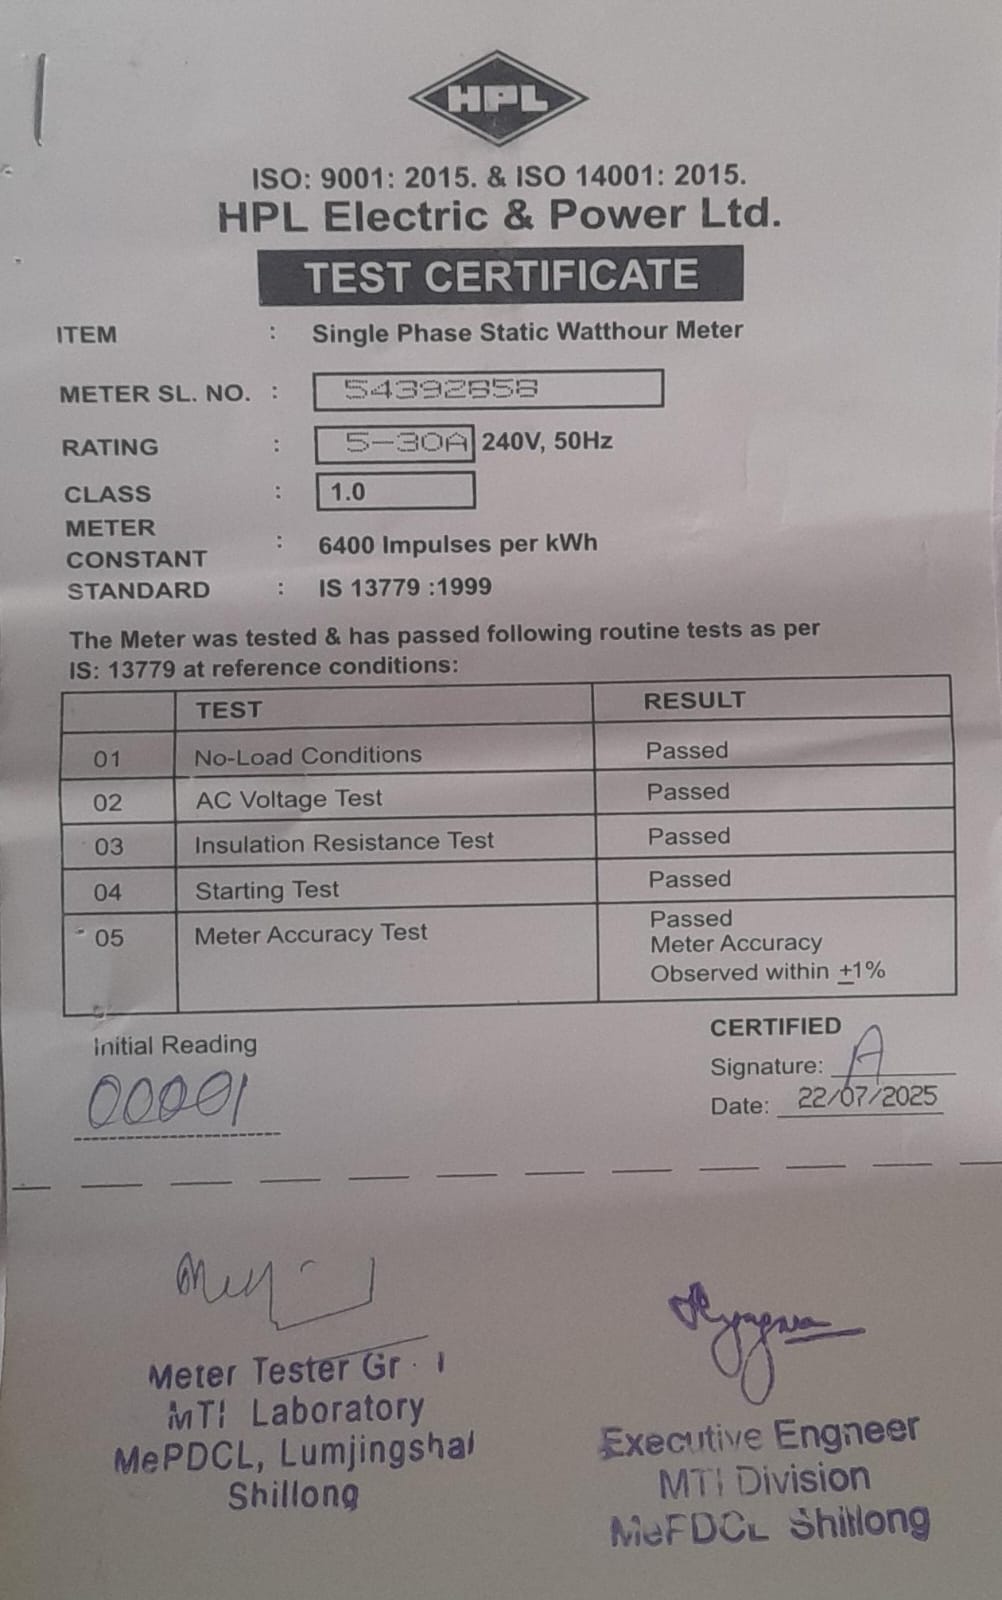 HPL
ISO: 9001: 2015. & ISO 14001: 2015.
HPL Electric & Power Ltd.
TEST CERTIFICATE
ITEM : Single Phase Static Watthour Meter
METER SL. NO. : 54392858
RATING : 5-30A 240V, 50Hz
CLASS : 1.0
METER
CONSTANT : 6400 Impulses per kWh
STANDARD : IS 13779 :1999
The Meter was tested & has passed following routine tests as per
IS: 13779 at reference conditions:
TEST RESULT
01 No-Load Conditions Passed
02 AC Voltage Test Passed
03 Insulation Resistance Test Passed
04 Starting Test Passed
05 Meter Accuracy Test Passed
Meter Accuracy
Observed within ±1%
Initial Reading
00001
CERTIFIED
Signature:
Date: 22/07/2025
Meter Tester Gr - I
MTI Laboratory
MePDCL, Lumjingshai
Shillong
Executive Engneer
MTI Division
MePDCL Shillong